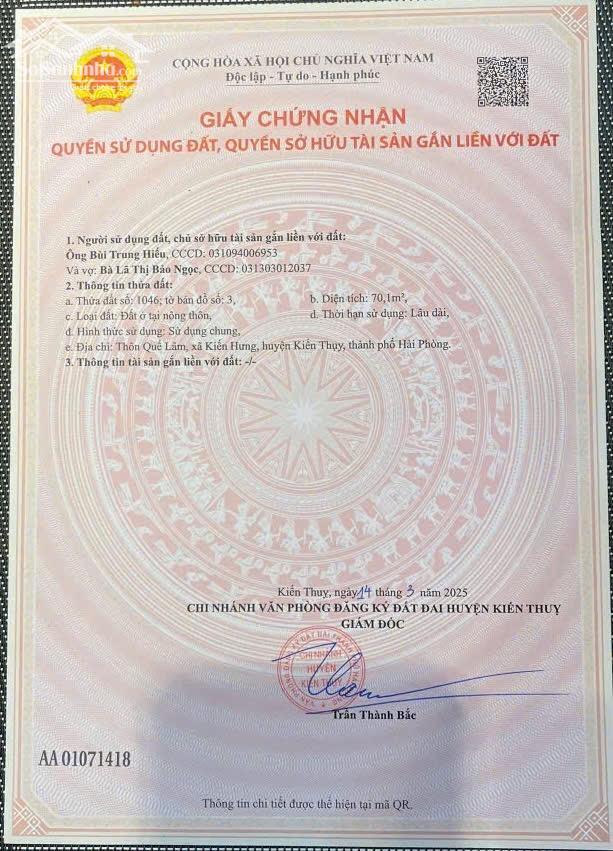 CỘNG HÒA XÃ HỘI CHỦ NGHĨA VIỆT NAM
Độc lập - Tự do - Hạnh phúc
GIẤY CHỨNG NHẬN
QUYỀN SỬ DỤNG ĐẤT, QUYỀN SỞ HỮU TÀI SẢN GẮN LIỀN VỚI ĐẤT
1. Người sử dụng đất, chủ sở hữu tài sản gắn liền với đất:
Ông Bùi Trung Hiếu, CCCD: 031094006953
Và vợ: Bà Lã Thị Bảo Ngọc, CCCD: 031303012037
2. Thông tin thửa đất:
a. Thửa đất số: 1046; tờ bản đồ số: 3, b. Diện tích: 70,1m²,
c. Loại đất: Đất ở tại nông thôn, d. Thời hạn sử dụng: Lâu dài,
đ. Hình thức sử dụng: Sử dụng chung,
e. Địa chỉ: Thôn Quế Lâm, xã Kiến Hưng, huyện Kiến Thụy, thành phố Hải Phòng.
3. Thông tin tài sản gắn liền với đất: -/-
Kiến Thụy, ngày 14 tháng 3 năm 2025
CHI NHÁNH VĂN PHÒNG ĐĂNG KÝ ĐẤT ĐAI HUYỆN KIẾN THỤY
GIÁM ĐỐC
CHI NHÁNH
HUYỆN
KIẾN THỤY
Trần Thành Bắc
AA 01071418
Thông tin chi tiết được thể hiện tại mã QR.